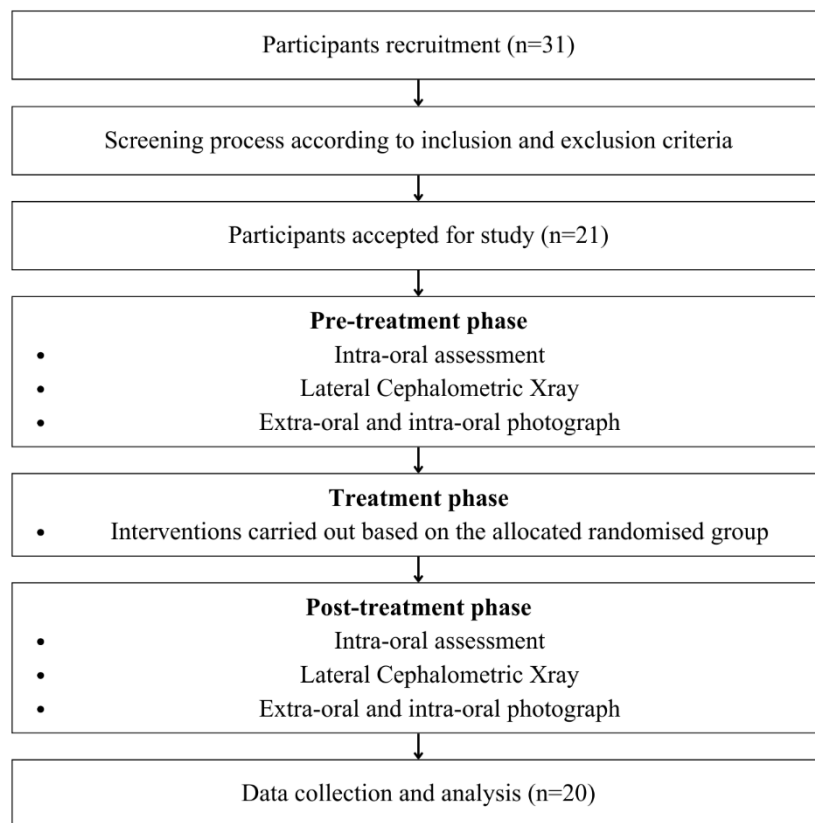 Participants recruitment (n=31)
Screening process according to inclusion and exclusion criteria
Participants accepted for study (n=21)
Pre-treatment phase
• Intra-oral assessment
• Lateral Cephalometric Xray
• Extra-oral and intra-oral photograph
Treatment phase
• Interventions carried out based on the allocated randomised group
Post-treatment phase
• Intra-oral assessment
• Lateral Cephalometric Xray
• Extra-oral and intra-oral photograph
Data collection and analysis (n=20)